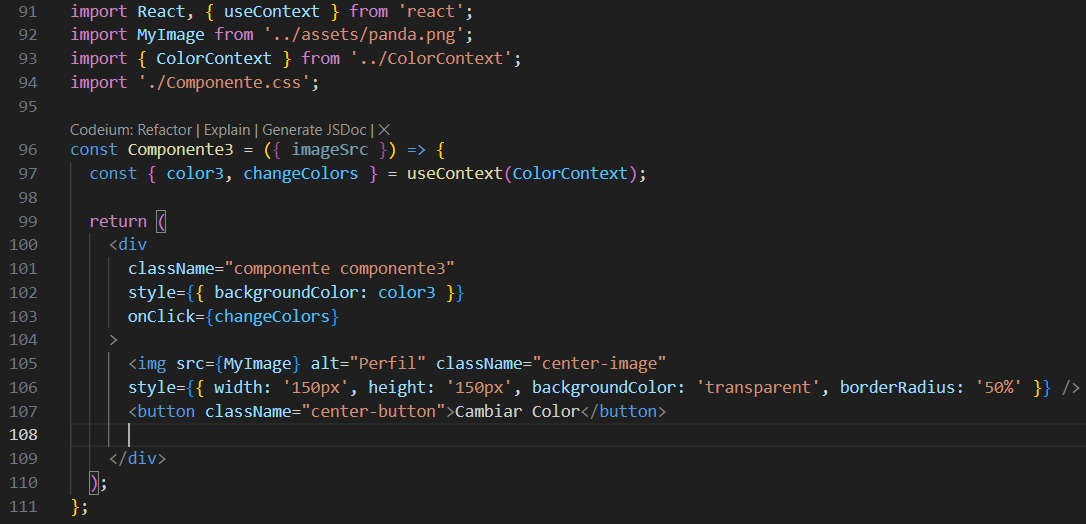 91 import React, { useContext } from 'react';
92 import MyImage from '../assets/panda.png';
93 import { ColorContext } from '../ColorContext';
94 import './Componente.css';
95
Codeium: Refactor | Explain | Generate JSDoc | ×
96 const Componente3 = ({ imageSrc }) => {
97   const { color3, changeColors } = useContext(ColorContext);
98
99   return (
100     <div
101       className="componente componente3"
102       style={{ backgroundColor: color3 }}
103       onClick={changeColors}
104     >
105       <img src={MyImage} alt="Perfil" className="center-image"
106       style={{ width: '150px', height: '150px', backgroundColor: 'transparent', borderRadius: '50%' }} />
107       <button className="center-button">Cambiar Color</button>
108
109     </div>
110   );
111 };